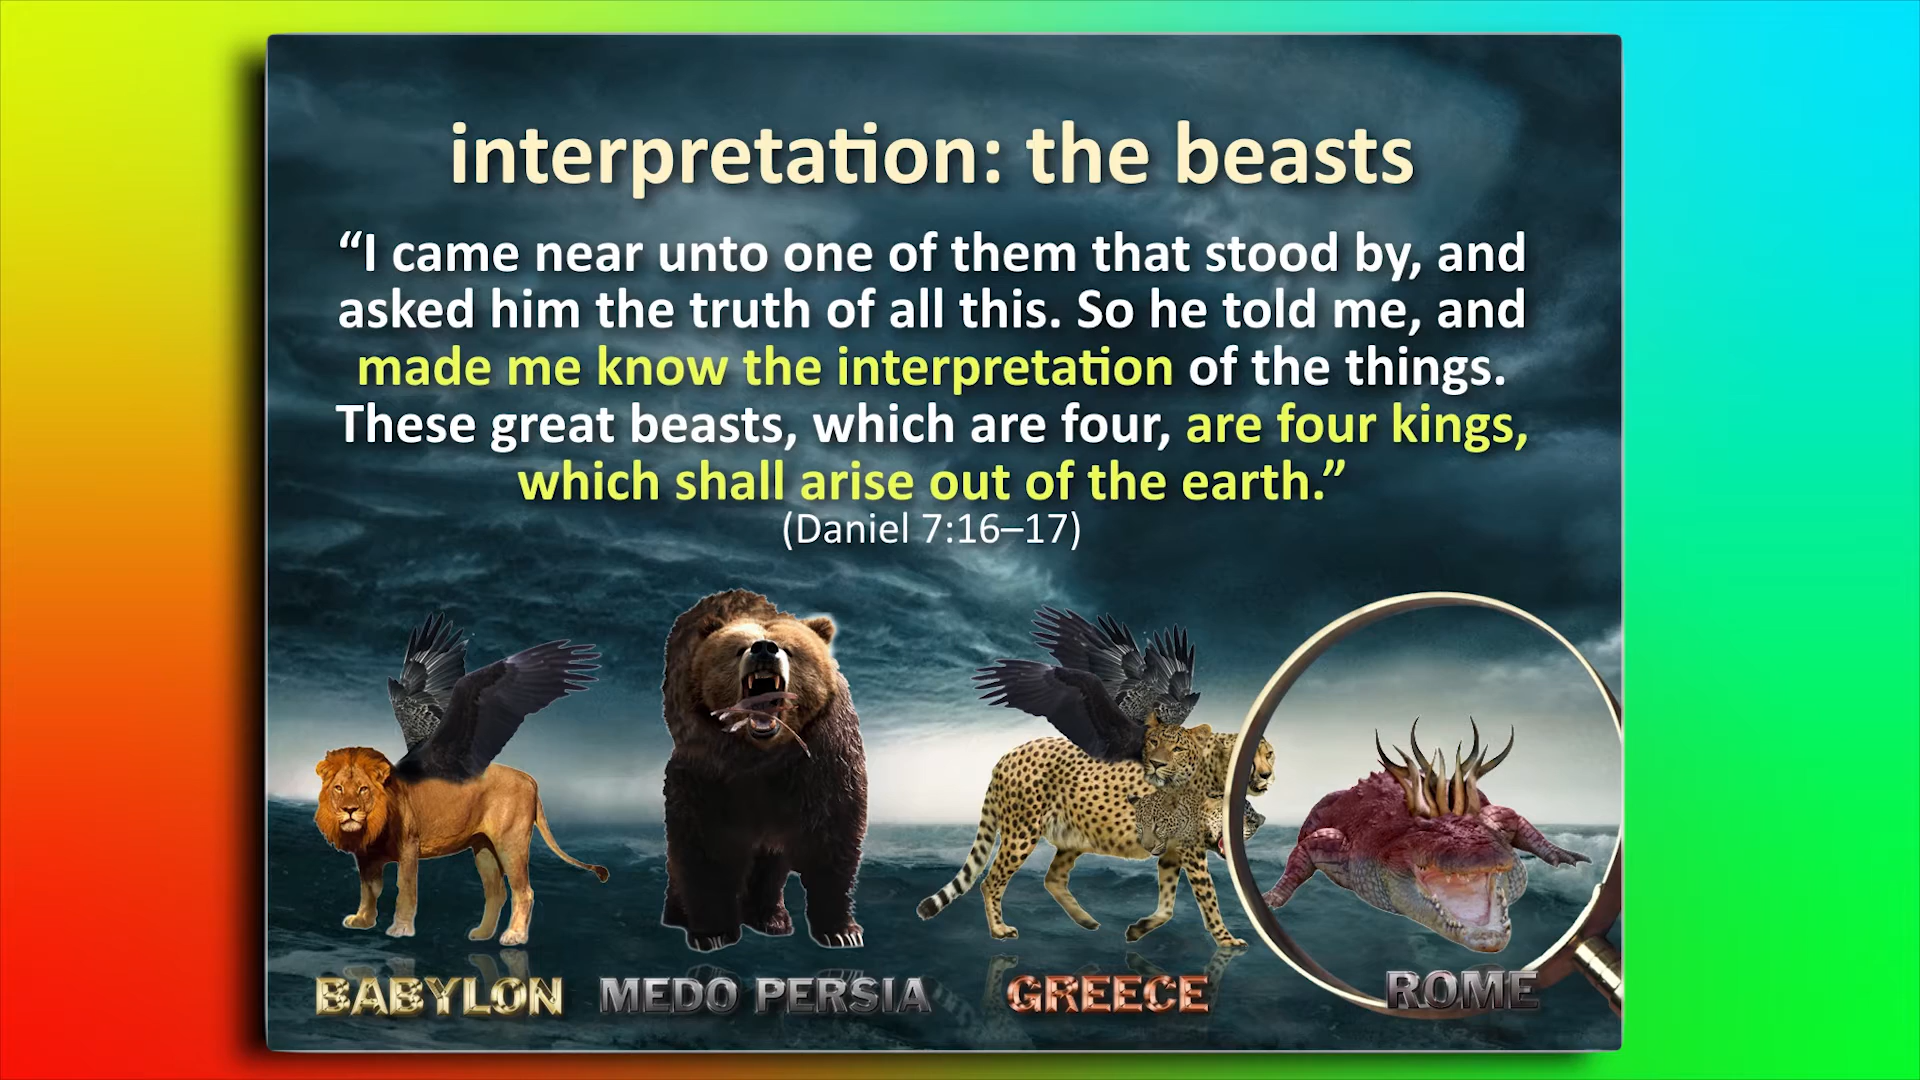 interpretation: the beasts
“I came near unto one of them that stood by, and
asked him the truth of all this. So he told me, and
made me know the interpretation of the things.
These great beasts, which are four, are four kings,
which shall arise out of the earth.”
(Daniel 7:16–17)
BABYLON MEDO PERSIA GREECE ROME